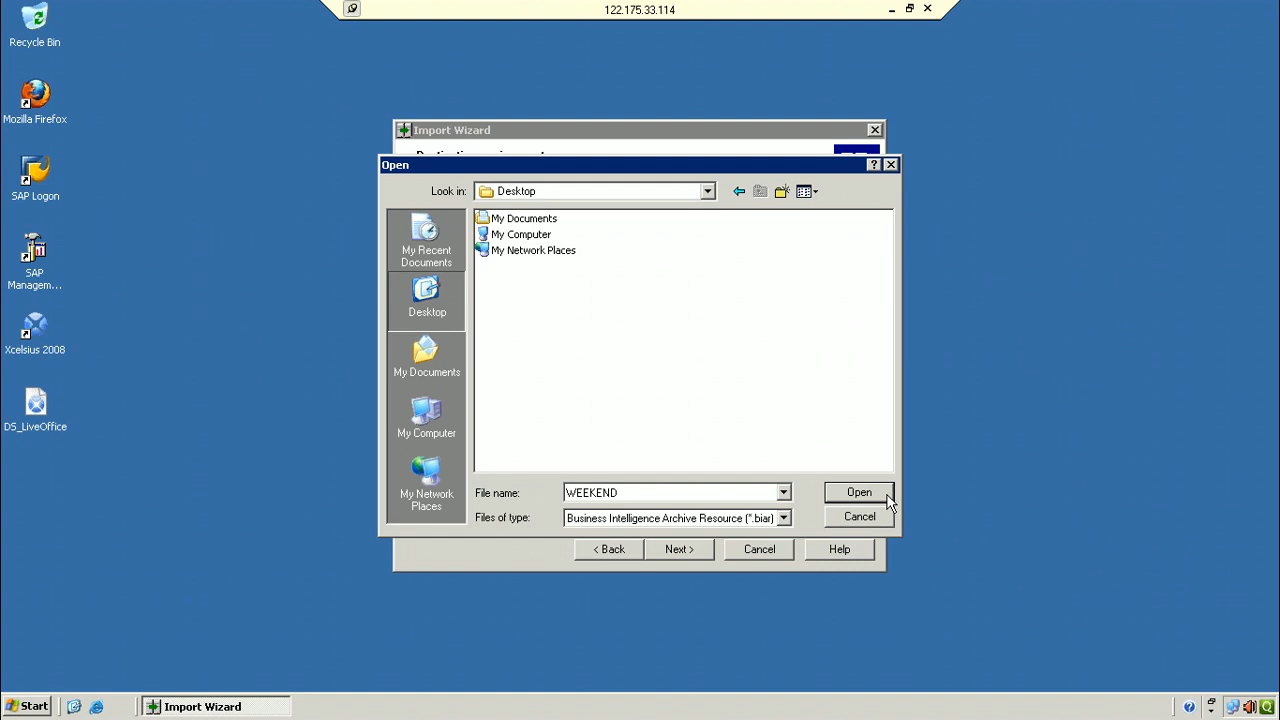 122.175.33.114
Recycle Bin
Mozilla Firefox
SAP Logon
SAP
Managem...
Xcelsius 2008
DS_LiveOffice
Import Wizard
Open
Look in:
Desktop
My Recent
Documents
Desktop
My Documents
My Computer
My Network
Places
My Documents
My Computer
My Network Places
File name:
WEEKEND
Open
Files of type:
Business Intelligence Archive Resource (*.biar)
Cancel
< Back
Next >
Cancel
Help
Start
Import Wizard